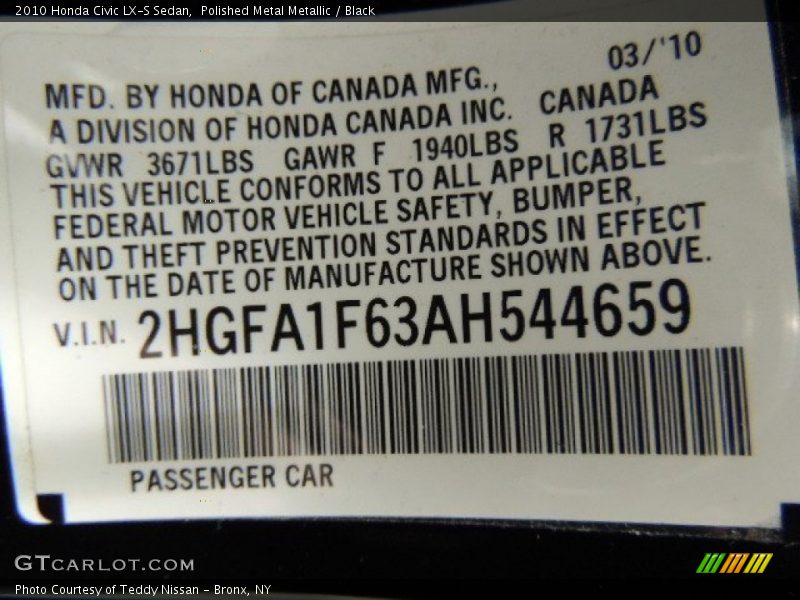 2010 Honda Civic LX-S Sedan,  Polished Metal Metallic / Black
03/'10
MFD. BY HONDA OF CANADA MFG.,
A DIVISION OF HONDA CANADA INC. CANADA
GVWR 3671LBS GAWR F 1940LBS R 1731LBS
THIS VEHICLE CONFORMS TO ALL APPLICABLE
FEDERAL MOTOR VEHICLE SAFETY, BUMPER,
AND THEFT PREVENTION STANDARDS IN EFFECT
ON THE DATE OF MANUFACTURE SHOWN ABOVE.
V.I.N. 2HGFA1F63AH544659
PASSENGER CAR
GTCARLOT.COM
Photo Courtesy of Teddy Nissan - Bronx, NY